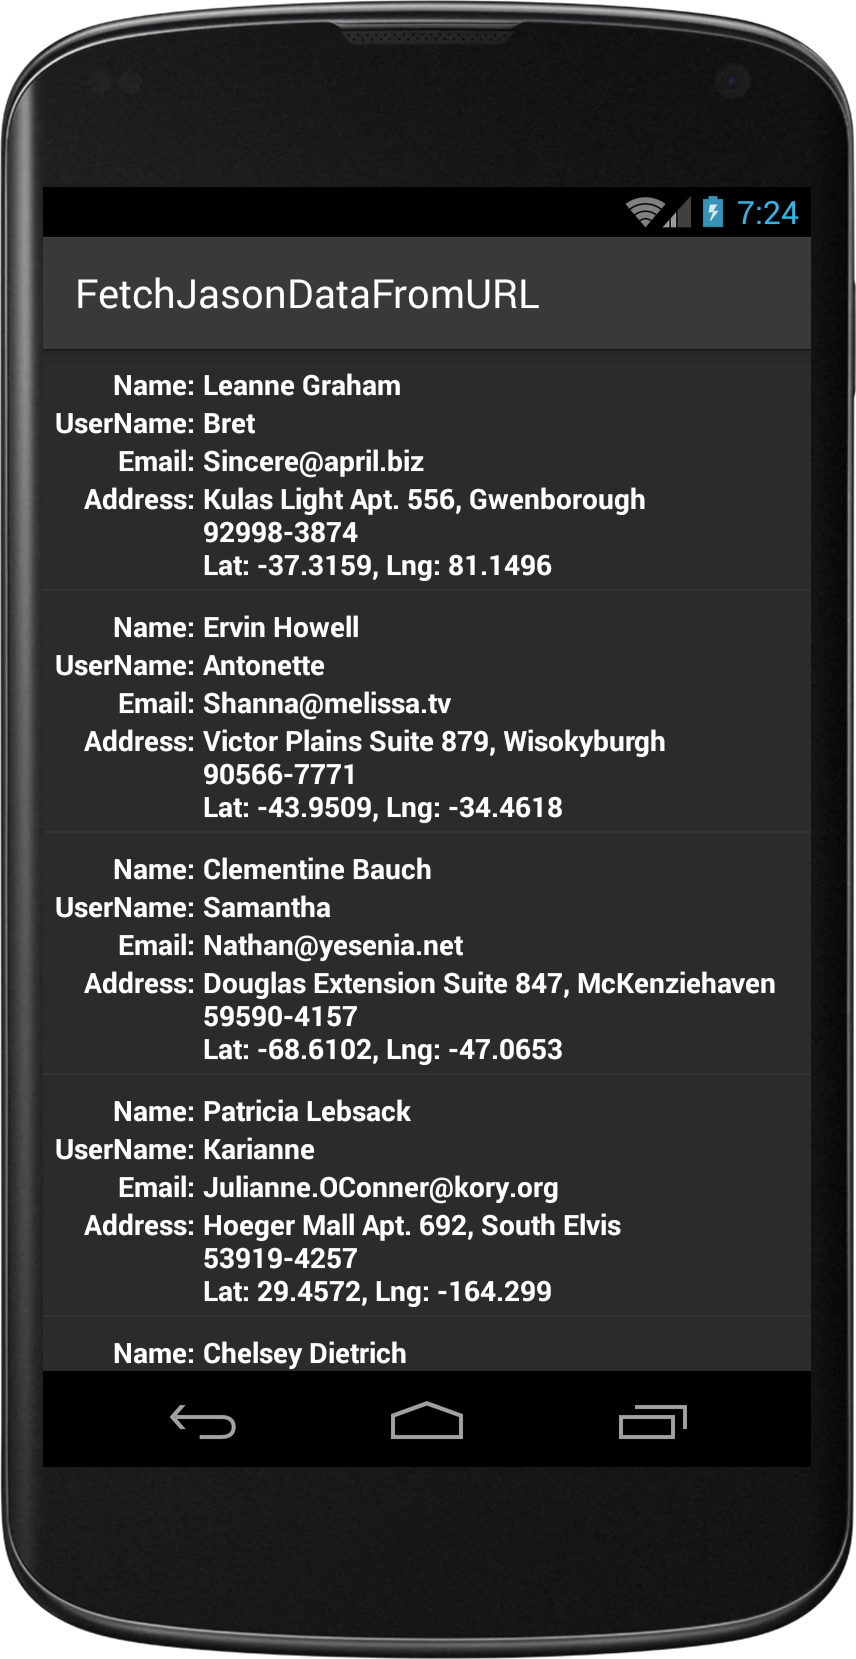 7:24
FetchJasonDataFromURL
Name: Leanne Graham
UserName: Bret
Email: Sincere@april.biz
Address: Kulas Light Apt. 556, Gwenborough
92998-3874
Lat: -37.3159, Lng: 81.1496
Name: Ervin Howell
UserName: Antonette
Email: Shanna@melissa.tv
Address: Victor Plains Suite 879, Wisokyburgh
90566-7771
Lat: -43.9509, Lng: -34.4618
Name: Clementine Bauch
UserName: Samantha
Email: Nathan@yesenia.net
Address: Douglas Extension Suite 847, McKenziehaven
59590-4157
Lat: -68.6102, Lng: -47.0653
Name: Patricia Lebsack
UserName: Karianne
Email: Julianne.OConner@kory.org
Address: Hoeger Mall Apt. 692, South Elvis
53919-4257
Lat: 29.4572, Lng: -164.299
Name: Chelsey Dietrich